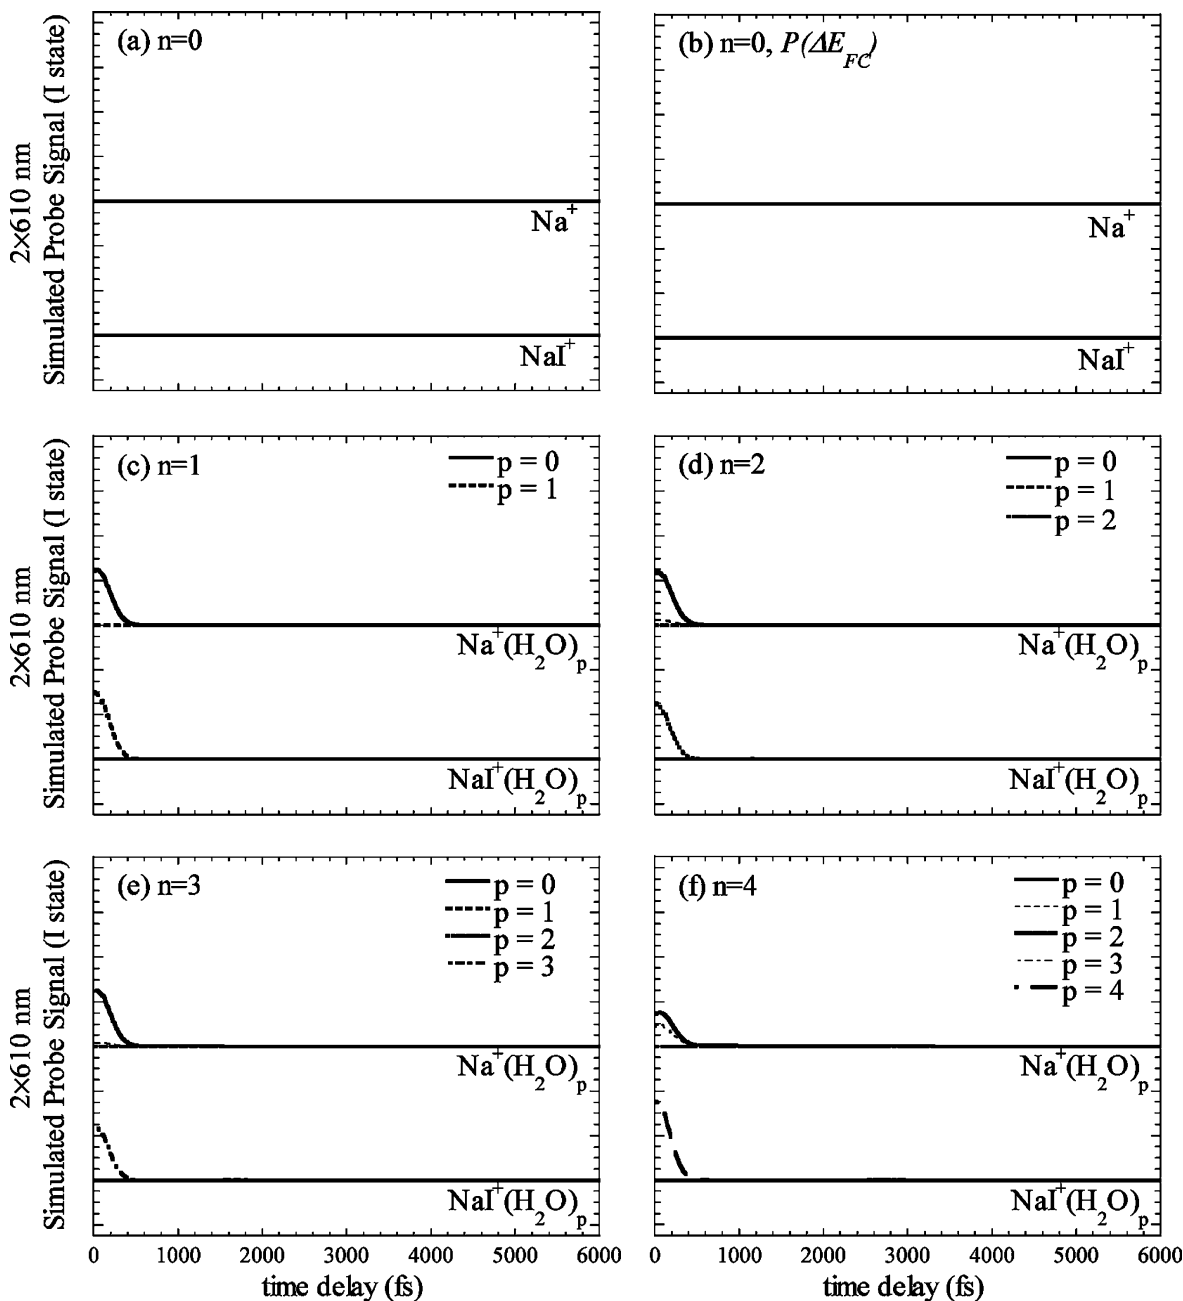 2×610 nm
Simulated Probe Signal (I state)
(a) n=0
Na⁺
NaI⁺
(b) n=0, P(ΔE_FC)
Na⁺
NaI⁺
2×610 nm
Simulated Probe Signal (I state)
(c) n=1
p = 0
p = 1
Na⁺(H₂O)ₚ
NaI⁺(H₂O)ₚ
(d) n=2
p = 0
p = 1
p = 2
Na⁺(H₂O)ₚ
NaI⁺(H₂O)ₚ
2×610 nm
Simulated Probe Signal (I state)
(e) n=3
p = 0
p = 1
p = 2
p = 3
Na⁺(H₂O)ₚ
NaI⁺(H₂O)ₚ
0 1000 2000 3000 4000 5000 6000
time delay (fs)
(f) n=4
p = 0
p = 1
p = 2
p = 3
p = 4
Na⁺(H₂O)ₚ
NaI⁺(H₂O)ₚ
0 1000 2000 3000 4000 5000 6000
time delay (fs)